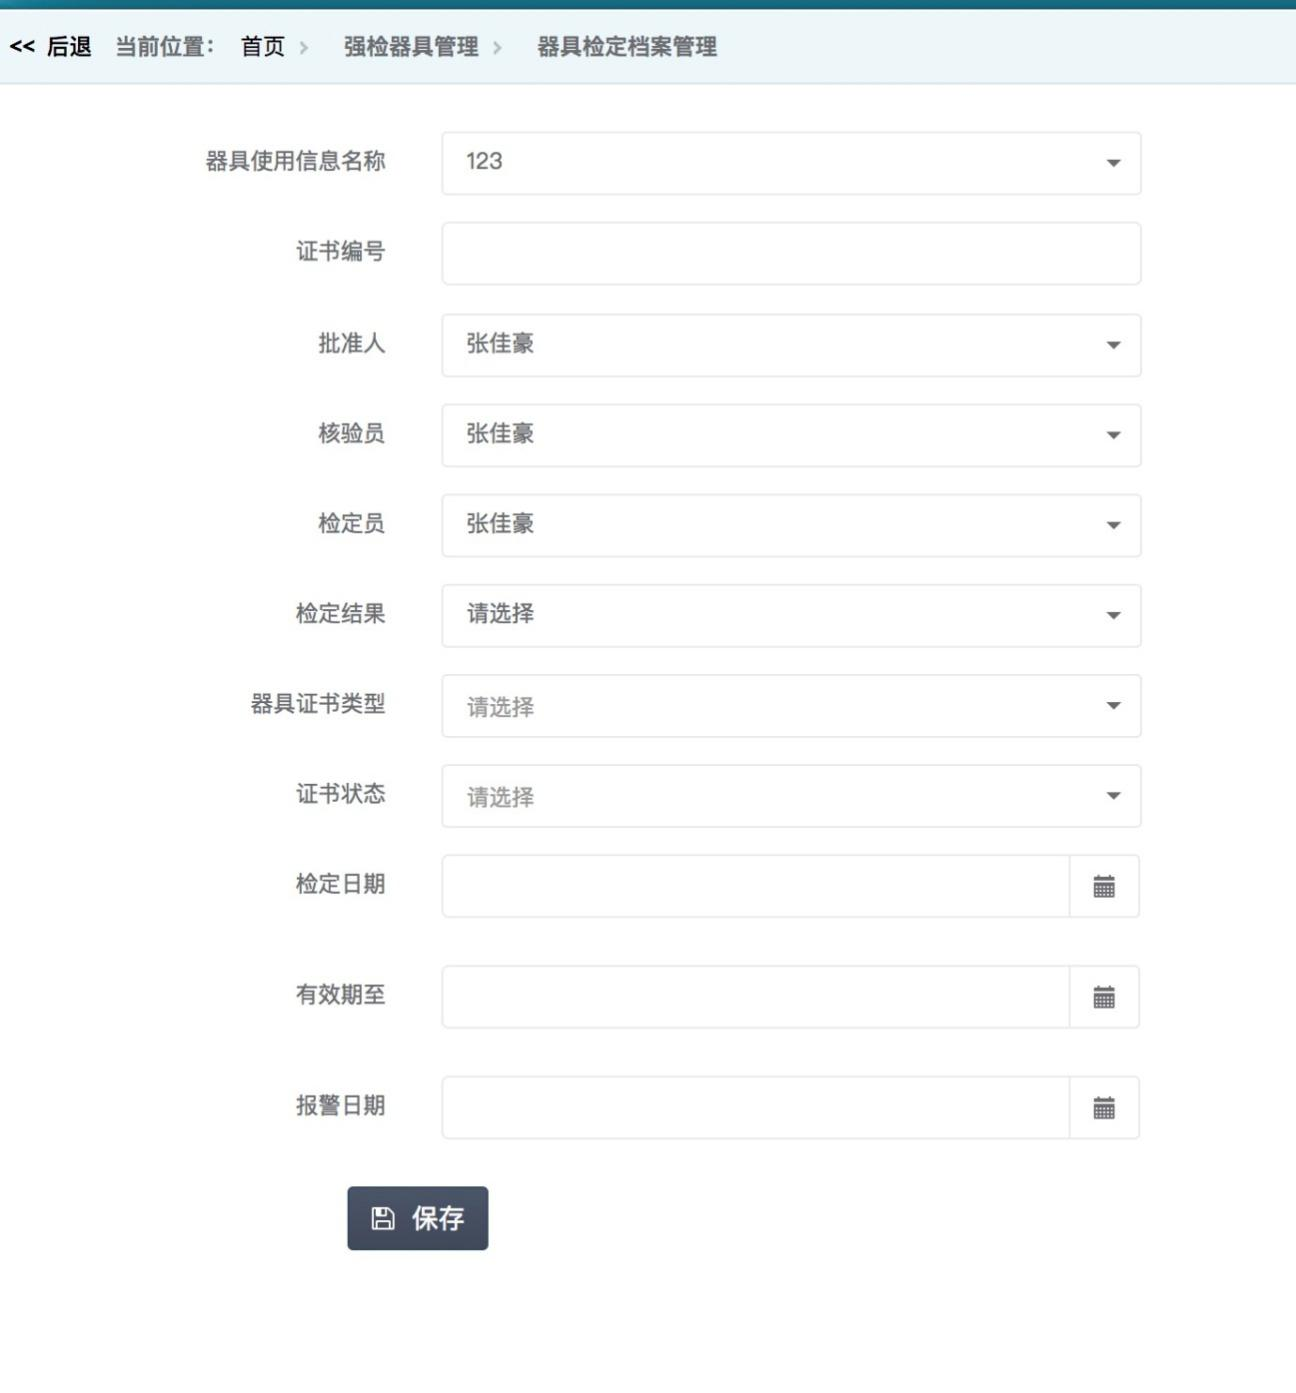 << 后退 当前位置： 首页 > 强检器具管理 > 器具检定档案管理
器具使用信息名称 123
证书编号
批准人 张佳豪
核验员 张佳豪
检定员 张佳豪
检定结果 请选择
器具证书类型 请选择
证书状态 请选择
检定日期
有效期至
报警日期
保存